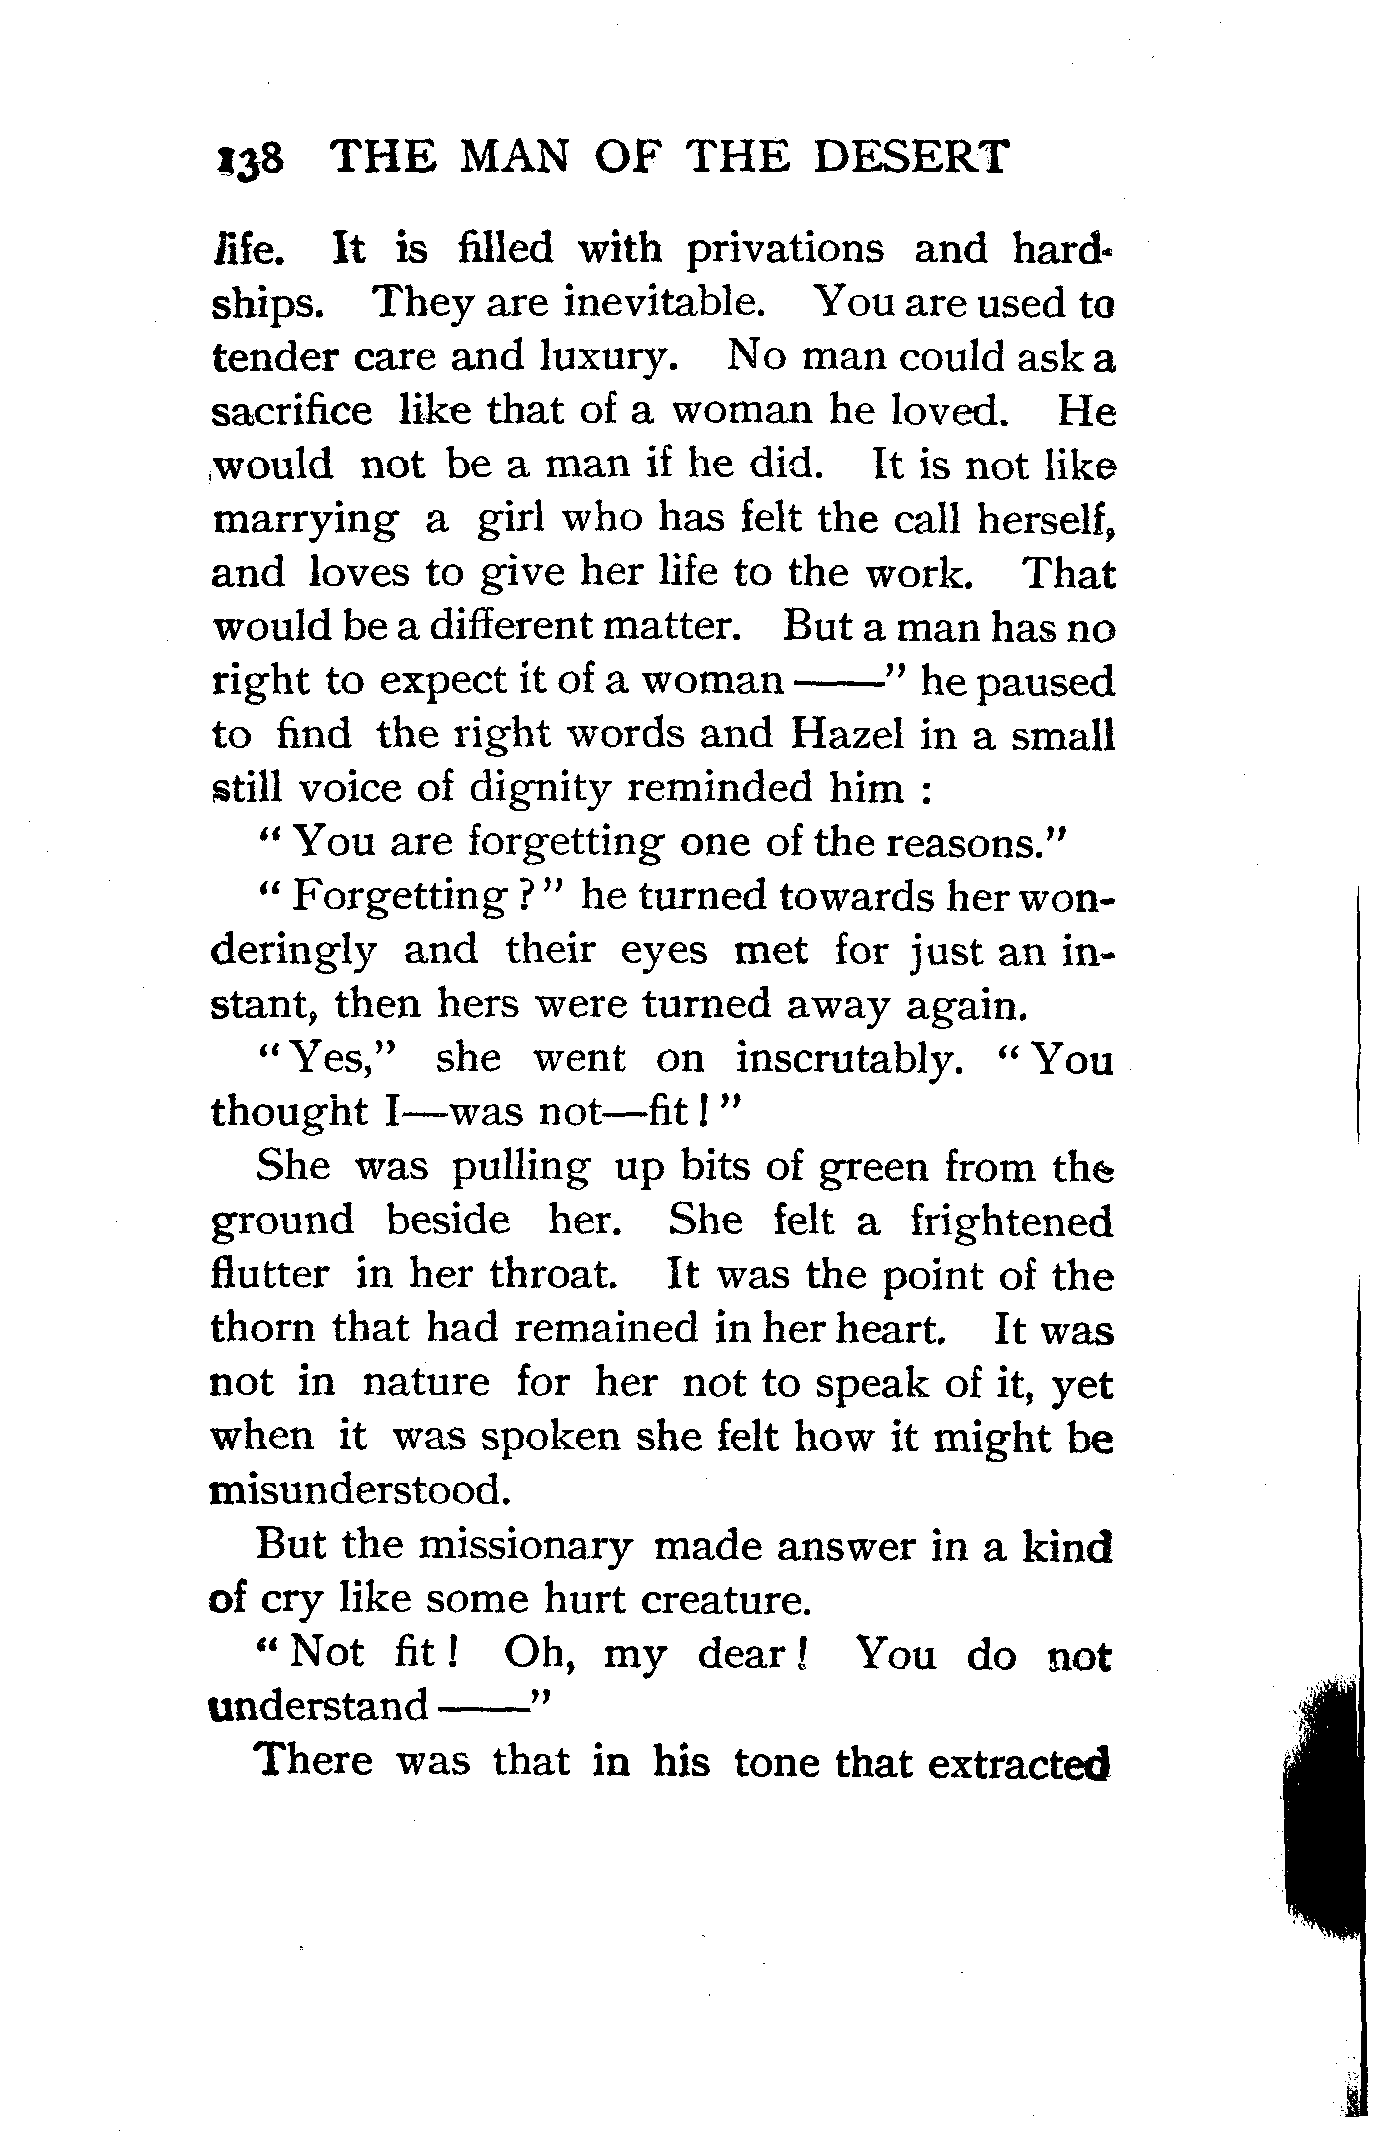 138 THE MAN OF THE DESERT
life. It is filled with privations and hard-
ships. They are inevitable. You are used to
tender care and luxury. No man could ask a
sacrifice like that of a woman he loved. He
would not be a man if he did. It is not like
marrying a girl who has felt the call herself,
and loves to give her life to the work. That
would be a different matter. But a man has no
right to expect it of a woman ——" he paused
to find the right words and Hazel in a small
still voice of dignity reminded him :
"You are forgetting one of the reasons."
"Forgetting ?" he turned towards her won-
deringly and their eyes met for just an in-
stant, then hers were turned away again.
"Yes," she went on inscrutably. "You
thought I—was not—fit !"
She was pulling up bits of green from the
ground beside her. She felt a frightened
flutter in her throat. It was the point of the
thorn that had remained in her heart. It was
not in nature for her not to speak of it, yet
when it was spoken she felt how it might be
misunderstood.
But the missionary made answer in a kind
of cry like some hurt creature.
"Not fit ! Oh, my dear ! You do not
understand ——"
There was that in his tone that extracted